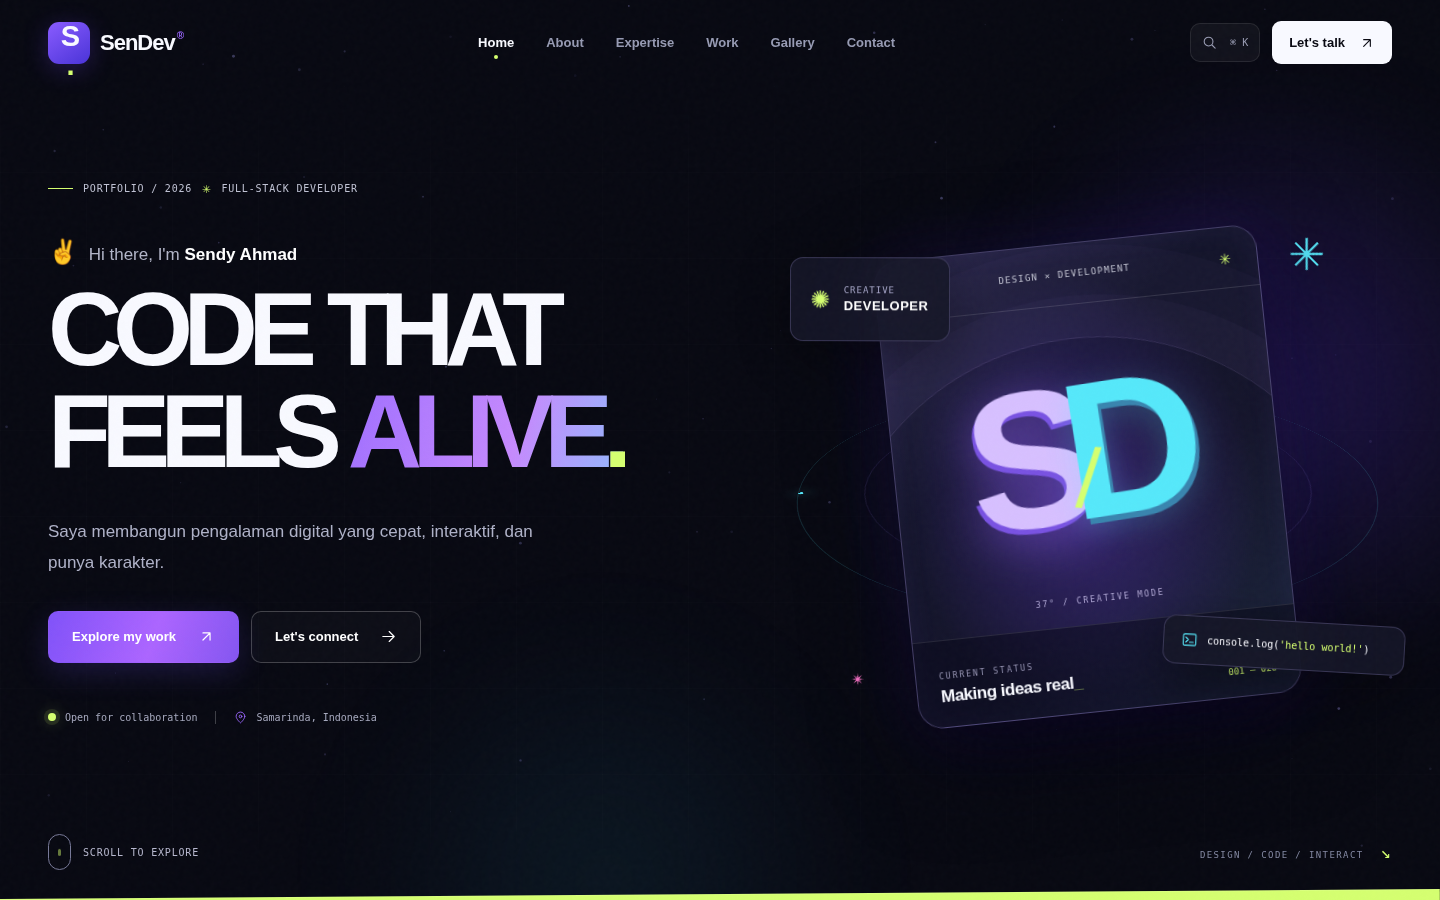 S.
SenDev®
Home
About
Expertise
Work
Gallery
Contact
⌘ K
Let's talk
PORTFOLIO / 2026 ✳ FULL-STACK DEVELOPER
✌ Hi there, I'm Sendy Ahmad
CODE THAT
FEELS ALIVE.
Saya membangun pengalaman digital yang cepat, interaktif, dan
punya karakter.
Explore my work
Let's connect
Open for collaboration
Samarinda, Indonesia
SCROLL TO EXPLORE
CREATIVE
DEVELOPER
DESIGN × DEVELOPMENT
S/D
37° / CREATIVE MODE
CURRENT STATUS
Making ideas real_
console.log('hello world!')
DESIGN / CODE / INTERACT